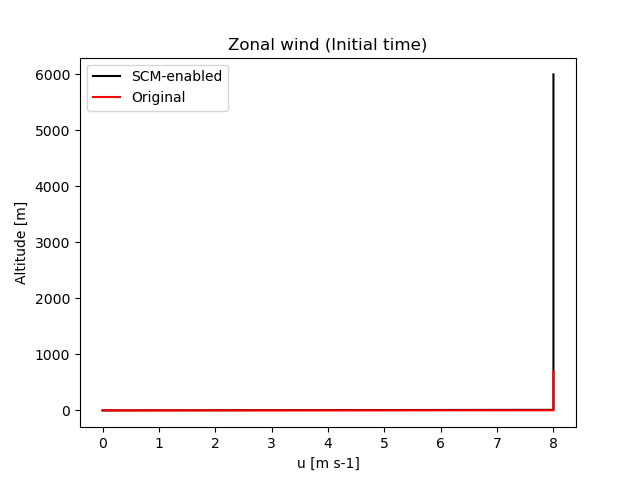 Zonal wind (Initial time)
SCM-enabled
Original
6000
5000
4000
3000
2000
1000
0
Altitude [m]
0 1 2 3 4 5 6 7 8
u [m s-1]